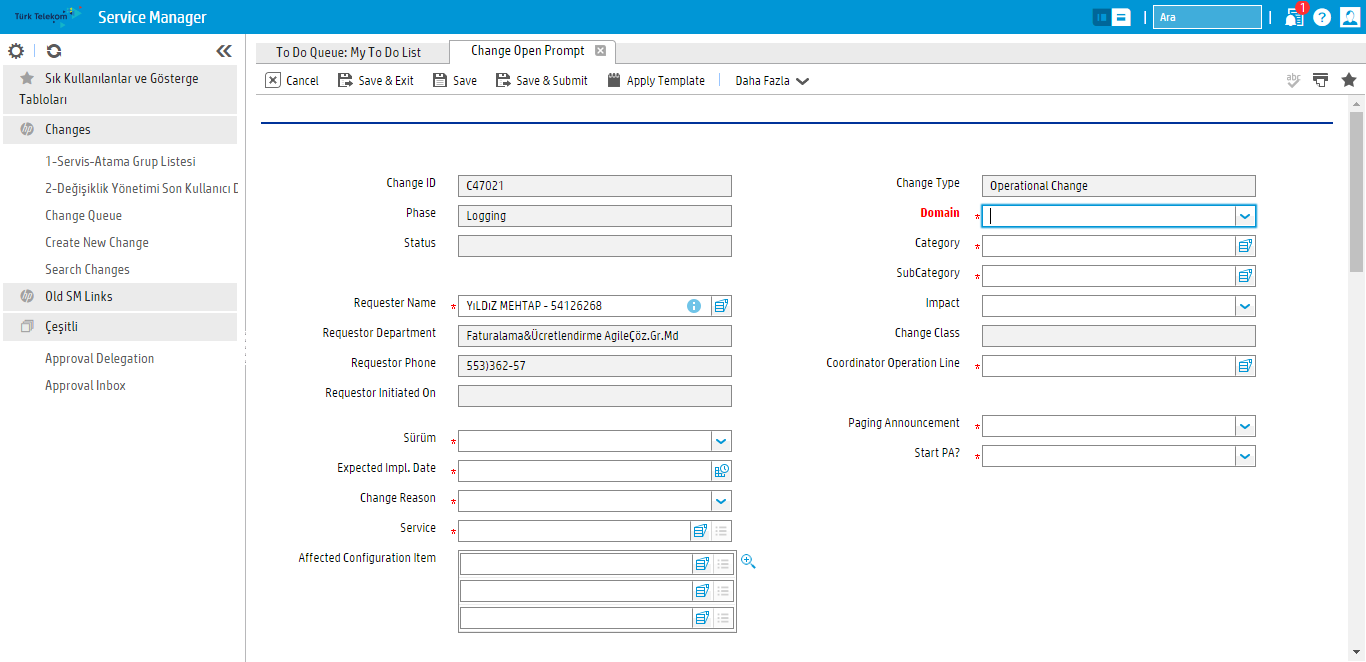 Türk Telekom
Service Manager
Ara
1
?
To Do Queue: My To Do List
Change Open Prompt
Sık Kullanılanlar ve Gösterge
Tabloları
Changes
1-Servis-Atama Grup Listesi
2-Değişiklik Yönetimi Son Kullanıcı D
Change Queue
Create New Change
Search Changes
Old SM Links
Çeşitli
Approval Delegation
Approval Inbox
Cancel Save & Exit Save Save & Submit Apply Template Daha Fazla
abc
Change ID C47021
Phase Logging
Status
Requester Name * YıLDıZ MEHTAP - 54126268
Requestor Department Faturalama&Ücretlendirme AgileÇöz.Gr.Md
Requestor Phone 553)362-57
Requestor Initiated On
Sürüm *
Expected Impl. Date *
Change Reason *
Service *
Affected Configuration Item
Change Type Operational Change
Domain *
Category *
SubCategory *
Impact
Change Class
Coordinator Operation Line *
Paging Announcement *
Start PA? *